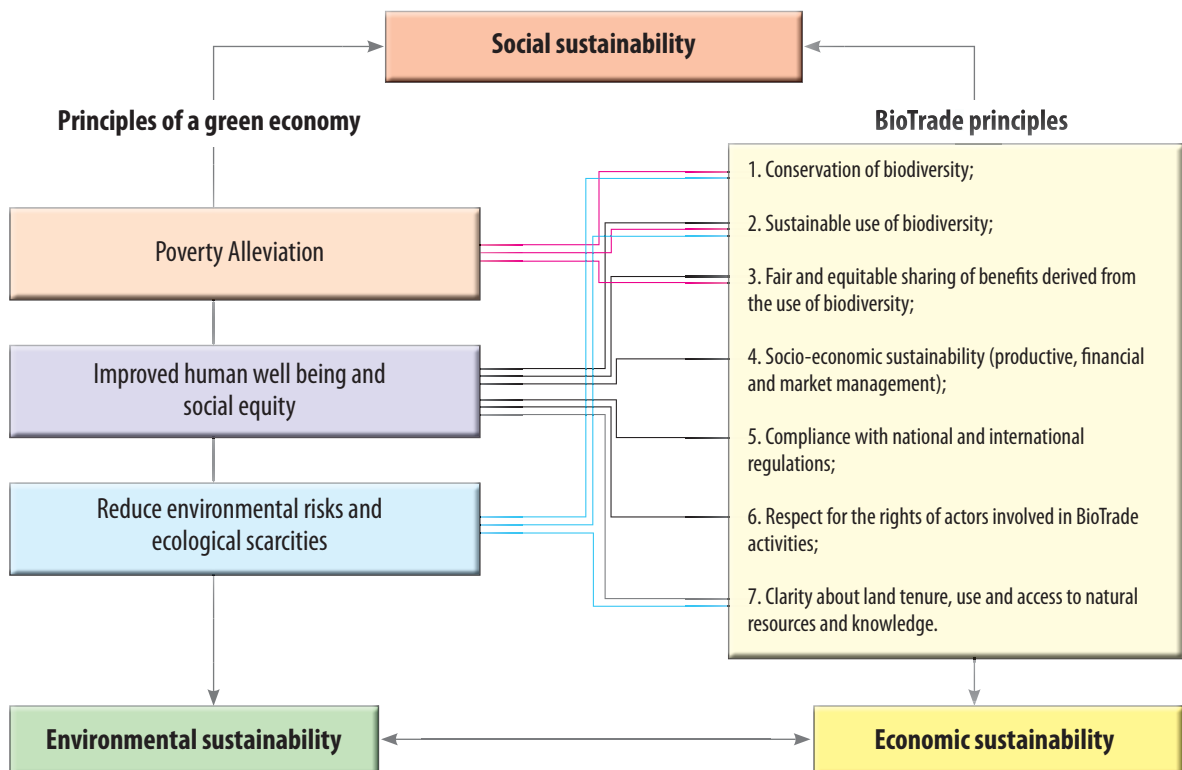 Social sustainability
Principles of a green economy
BioTrade principles
Poverty Alleviation
Improved human well being and
social equity
Reduce environmental risks and
ecological scarcities
1. Conservation of biodiversity;
2. Sustainable use of biodiversity;
3. Fair and equitable sharing of benefits derived from
the use of biodiversity;
4. Socio-economic sustainability (productive, financial
and market management);
5. Compliance with national and international
regulations;
6. Respect for the rights of actors involved in BioTrade
activities;
7. Clarity about land tenure, use and access to natural
resources and knowledge.
Environmental sustainability
Economic sustainability